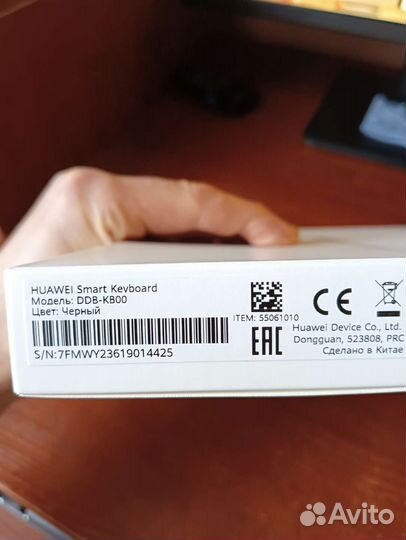 HUAWEI Smart Keyboard
Модель: DDB-KB00
Цвет: Черный
S/N:7FMWY23619014425
ITEM: 55061010
EAC
CE
Huawei Device Co., Ltd.
Dongguan, 523808, PRC
Сделано в Китае
Avito